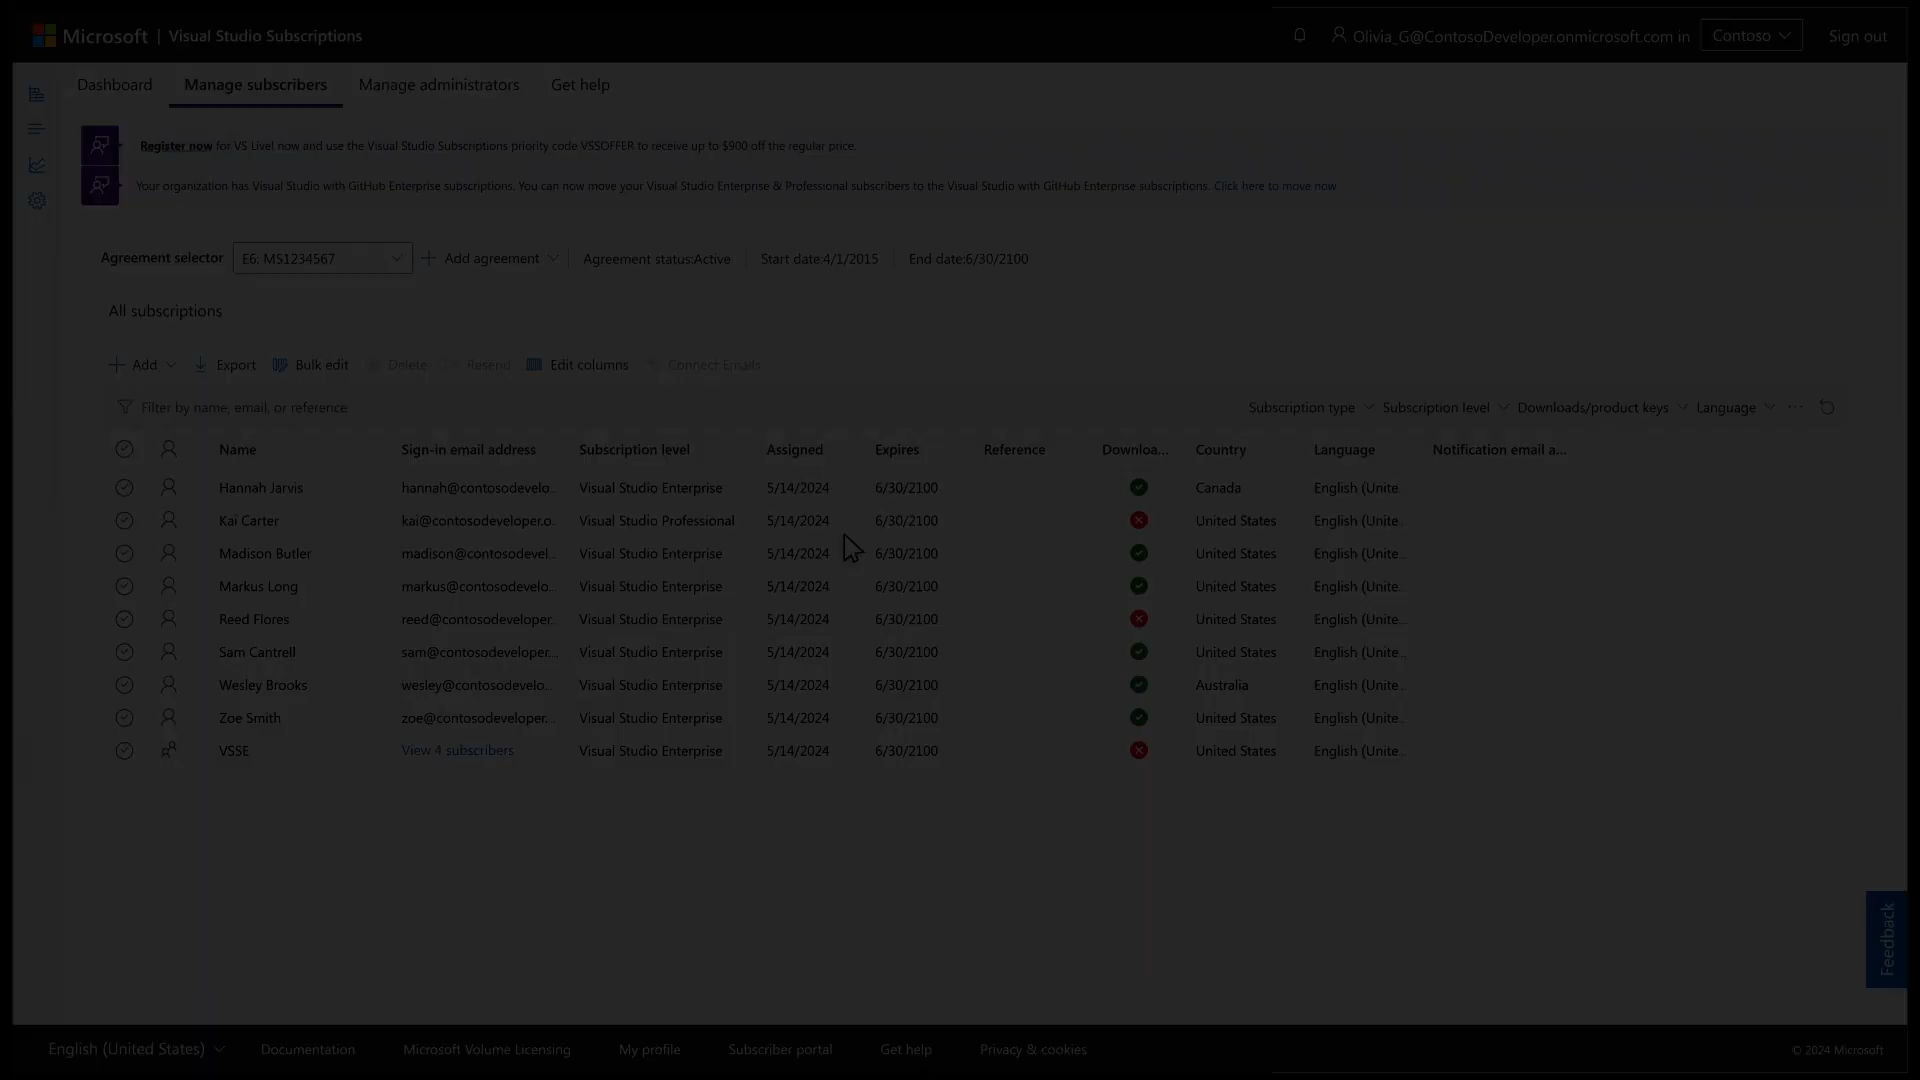 Microsoft | Visual Studio Subscriptions
Olivia_G@ContosoDeveloper.onmicrosoft.com in Contoso Sign out
Dashboard Manage subscribers Manage administrators Get help
Register now for VS Live! now and use the Visual Studio Subscriptions priority code VSSOFFER to receive up to $900 off the regular price.
Your organization has Visual Studio with GitHub Enterprise subscriptions. You can now move your Visual Studio Enterprise & Professional subscribers to the Visual Studio with GitHub Enterprise subscriptions. Click here to move now
Agreement selector E6: MS1234567 Add agreement Agreement status:Active Start date:4/1/2015 End date:6/30/2100
All subscriptions
Add Export Bulk edit Delete Resend Edit columns Connect Emails
Filter by name, email, or reference Subscription type Subscription level Downloads/product keys Language ...
Name Sign-in email address Subscription level Assigned Expires Reference Downloa... Country Language Notification email a...
Hannah Jarvis hannah@contosodevelo... Visual Studio Enterprise 5/14/2024 6/30/2100 Canada English (Unite...
Kai Carter kai@contosodeveloper.o... Visual Studio Professional 5/14/2024 6/30/2100 United States English (Unite...
Madison Butler madison@contosodevel... Visual Studio Enterprise 5/14/2024 6/30/2100 United States English (Unite...
Markus Long markus@contosodevelo... Visual Studio Enterprise 5/14/2024 6/30/2100 United States English (Unite...
Reed Flores reed@contosodeveloper... Visual Studio Enterprise 5/14/2024 6/30/2100 United States English (Unite...
Sam Cantrell sam@contosodeveloper... Visual Studio Enterprise 5/14/2024 6/30/2100 United States English (Unite...
Wesley Brooks wesley@contosodevelo... Visual Studio Enterprise 5/14/2024 6/30/2100 Australia English (Unite...
Zoe Smith zoe@contosodeveloper... Visual Studio Enterprise 5/14/2024 6/30/2100 United States English (Unite...
VSSE View 4 subscribers Visual Studio Enterprise 5/14/2024 6/30/2100 United States English (Unite...
Feedback
English (United States) Documentation Microsoft Volume Licensing My profile Subscriber portal Get help Privacy & cookies © 2024 Microsoft